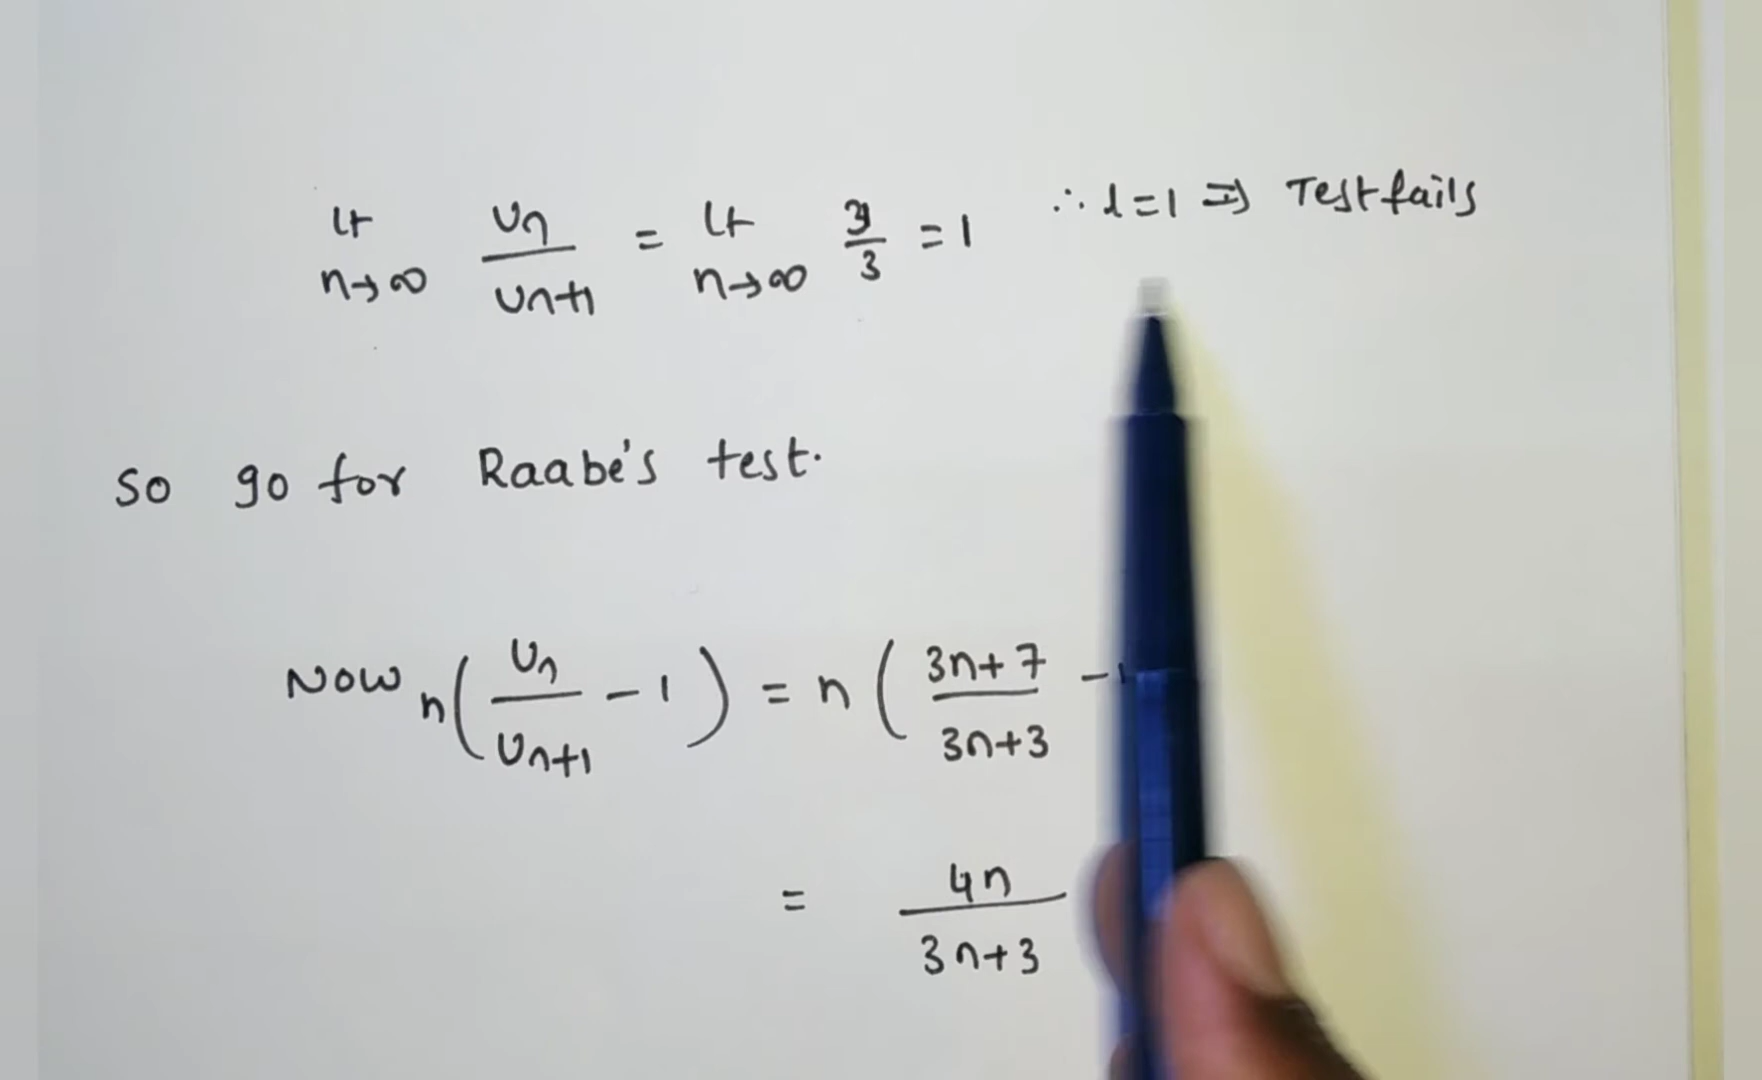 lt n→∞ un/un+1 = lt n→∞ 3/3 = 1 ∴ l=1 ⇒ Test fails
so go for Raabe's test.
Now n(un/un+1 - 1) = n(3n+7/3n+3 - 1
= 4n/3n+3